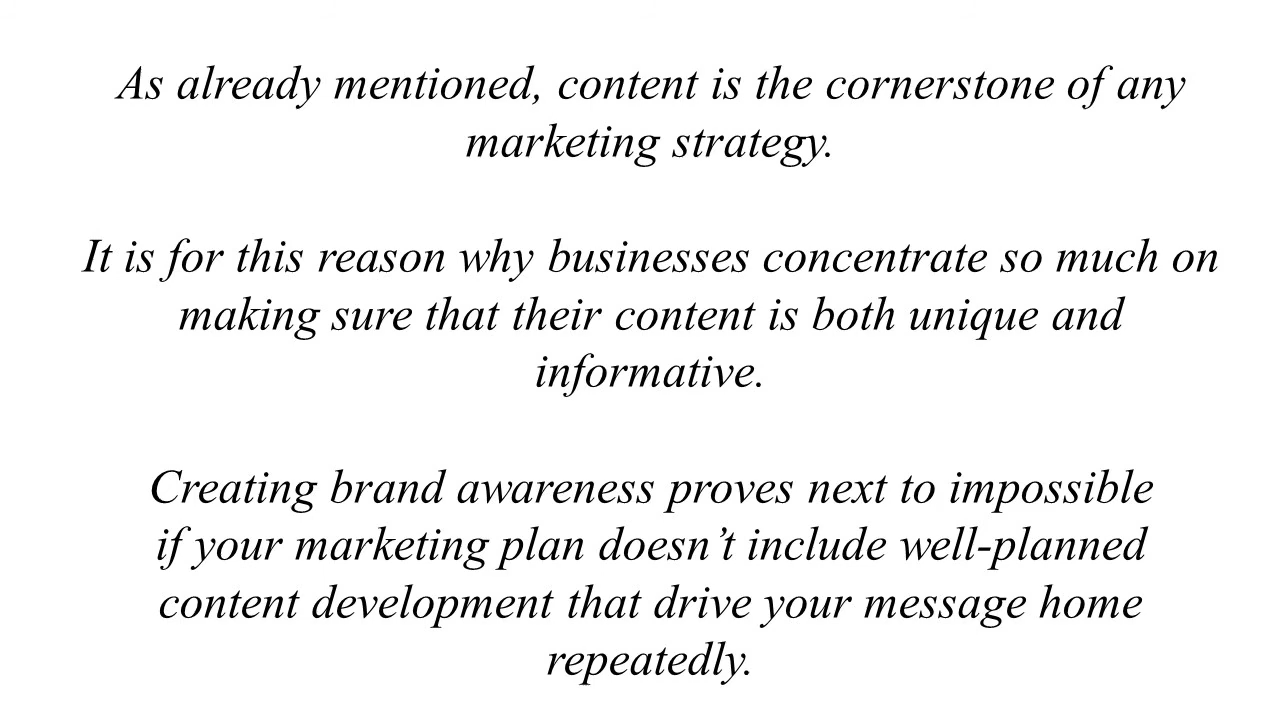 As already mentioned, content is the cornerstone of any
marketing strategy.
It is for this reason why businesses concentrate so much on
making sure that their content is both unique and
informative.
Creating brand awareness proves next to impossible
if your marketing plan doesn’t include well-planned
content development that drive your message home
repeatedly.